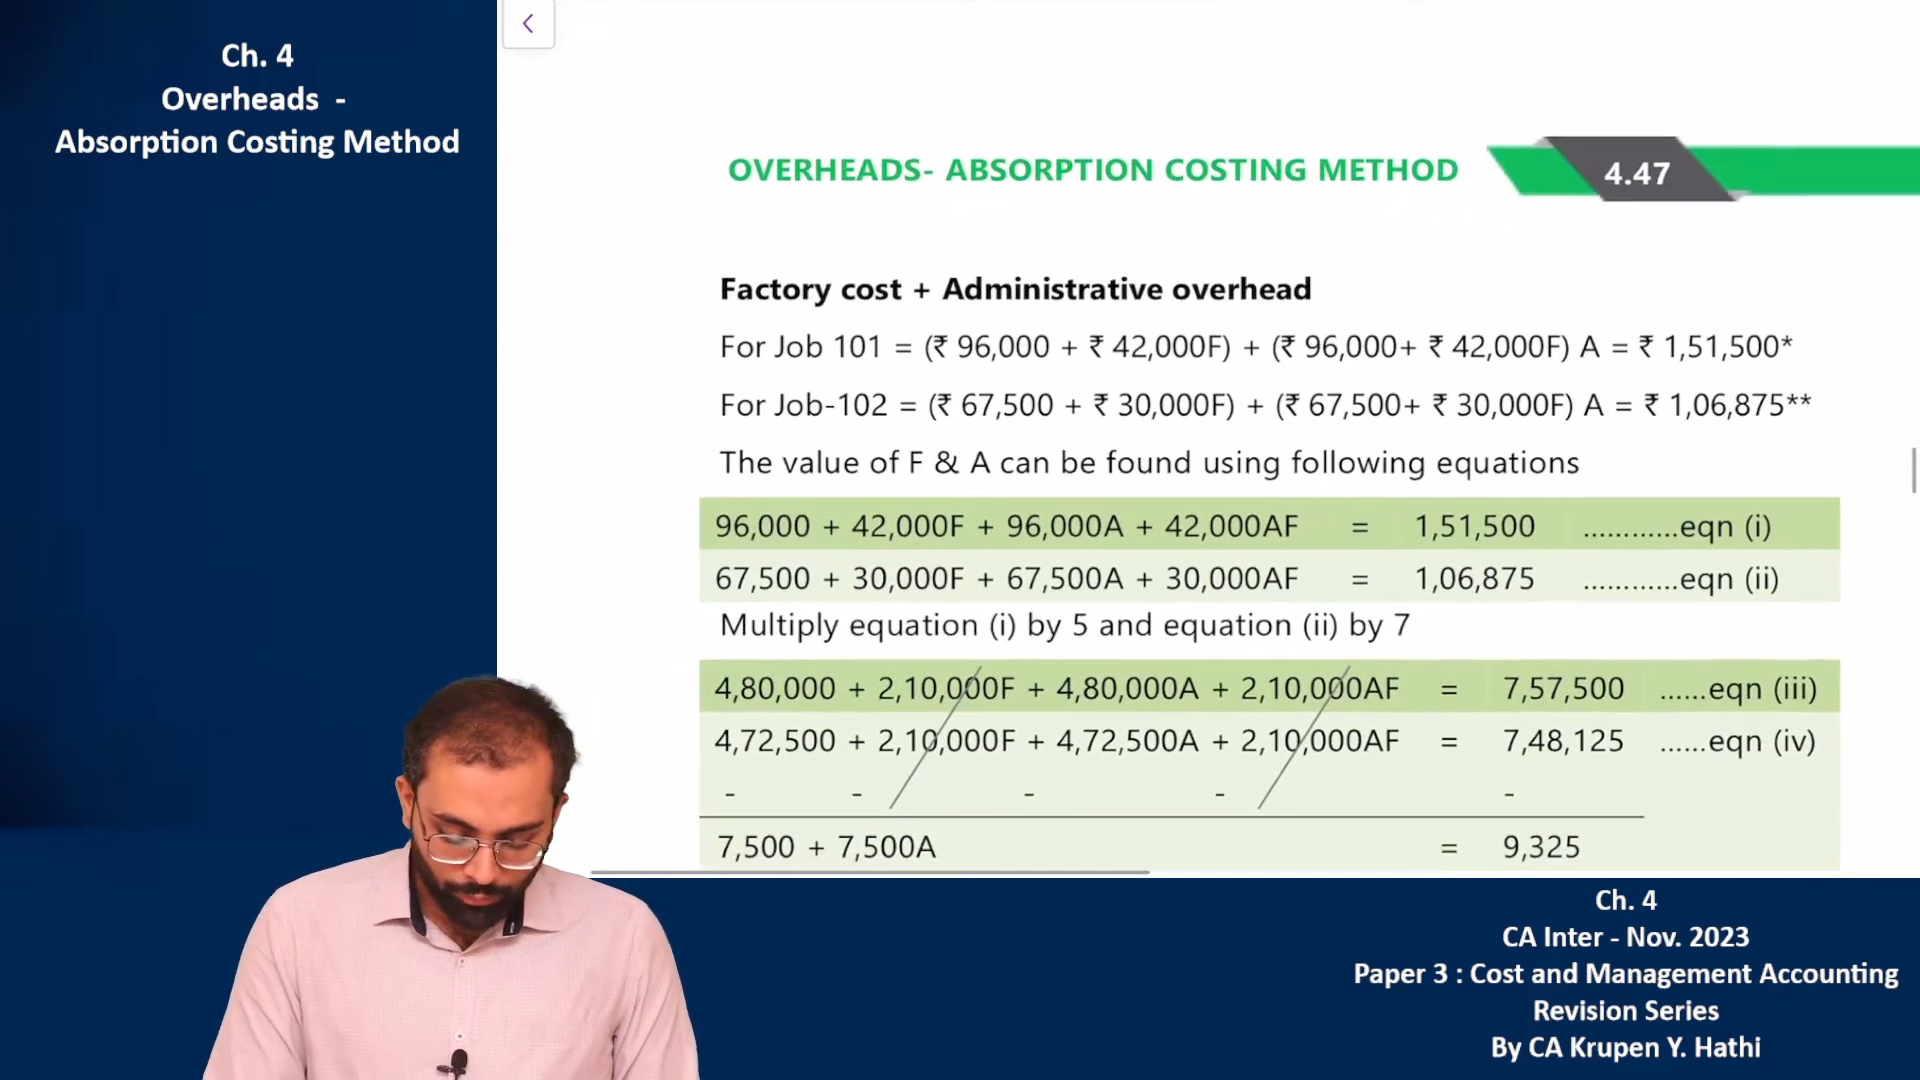 Ch. 4
Overheads -
Absorption Costing Method
OVERHEADS- ABSORPTION COSTING METHOD
4.47
Factory cost + Administrative overhead
For Job 101 = (₹ 96,000 + ₹ 42,000F) + (₹ 96,000+ ₹ 42,000F) A = ₹ 1,51,500*
For Job-102 = (₹ 67,500 + ₹ 30,000F) + (₹ 67,500+ ₹ 30,000F) A = ₹ 1,06,875**
The value of F & A can be found using following equations
96,000 + 42,000F + 96,000A + 42,000AF = 1,51,500 ............eqn (i)
67,500 + 30,000F + 67,500A + 30,000AF = 1,06,875 ............eqn (ii)
Multiply equation (i) by 5 and equation (ii) by 7
4,80,000 + 2,10,000F + 4,80,000A + 2,10,000AF = 7,57,500 ......eqn (iii)
4,72,500 + 2,10,000F + 4,72,500A + 2,10,000AF = 7,48,125 ......eqn (iv)
- - - - -
7,500 + 7,500A = 9,325
Ch. 4
CA Inter - Nov. 2023
Paper 3 : Cost and Management Accounting
Revision Series
By CA Krupen Y. Hathi